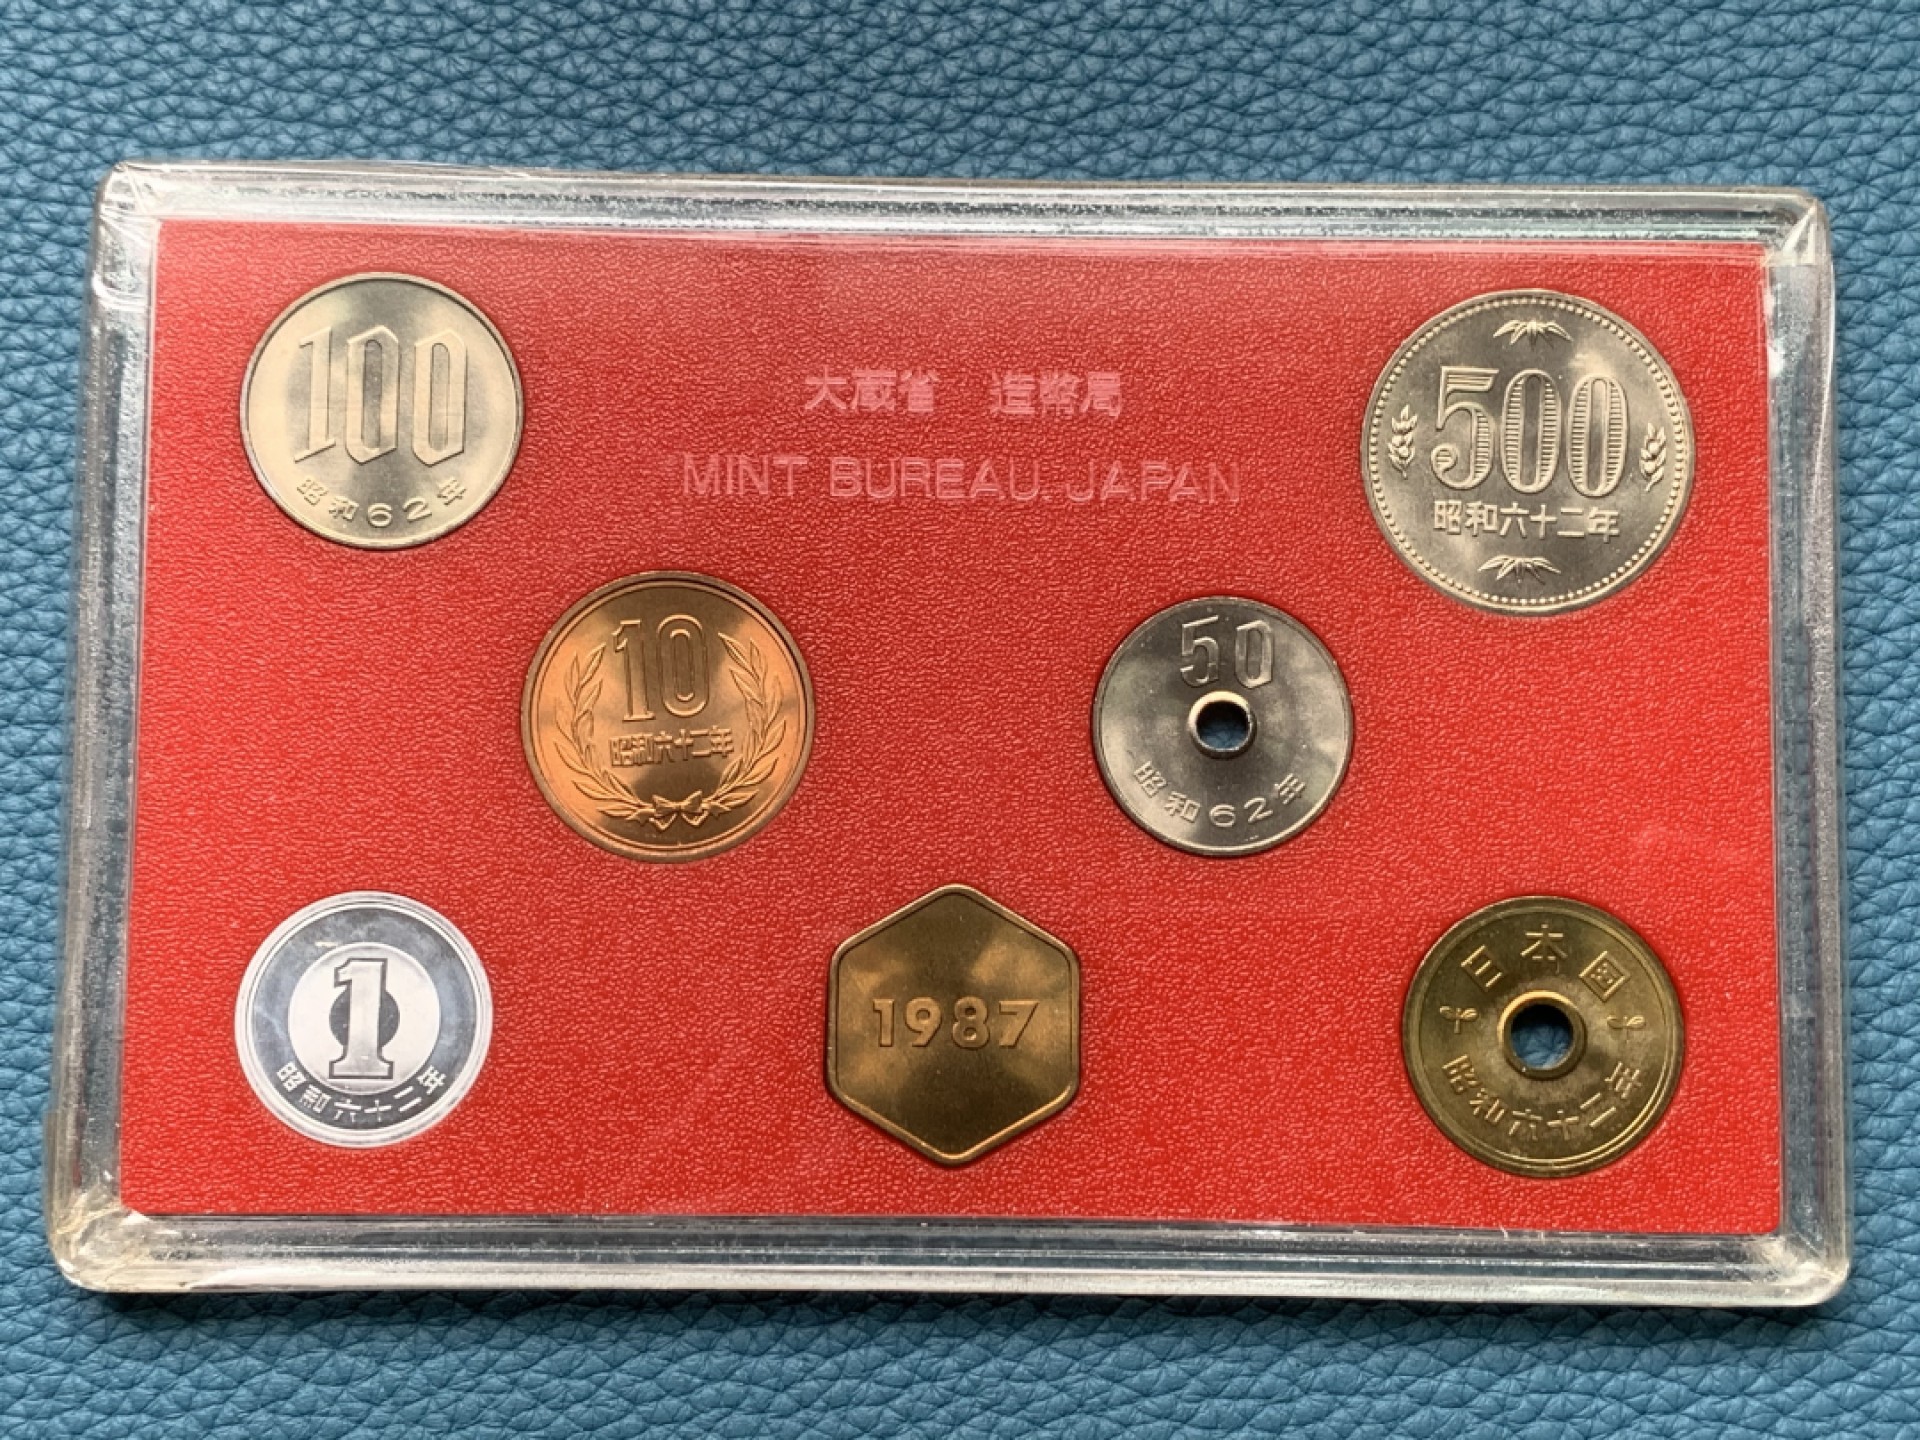 100
昭和62年
大蔵省 造幣局
MINT BUREAU, JAPAN
500
昭和六十二年
10
昭和六十二年
50
昭和62年
1
昭和六十二年
1987
日本国
昭和六十二年